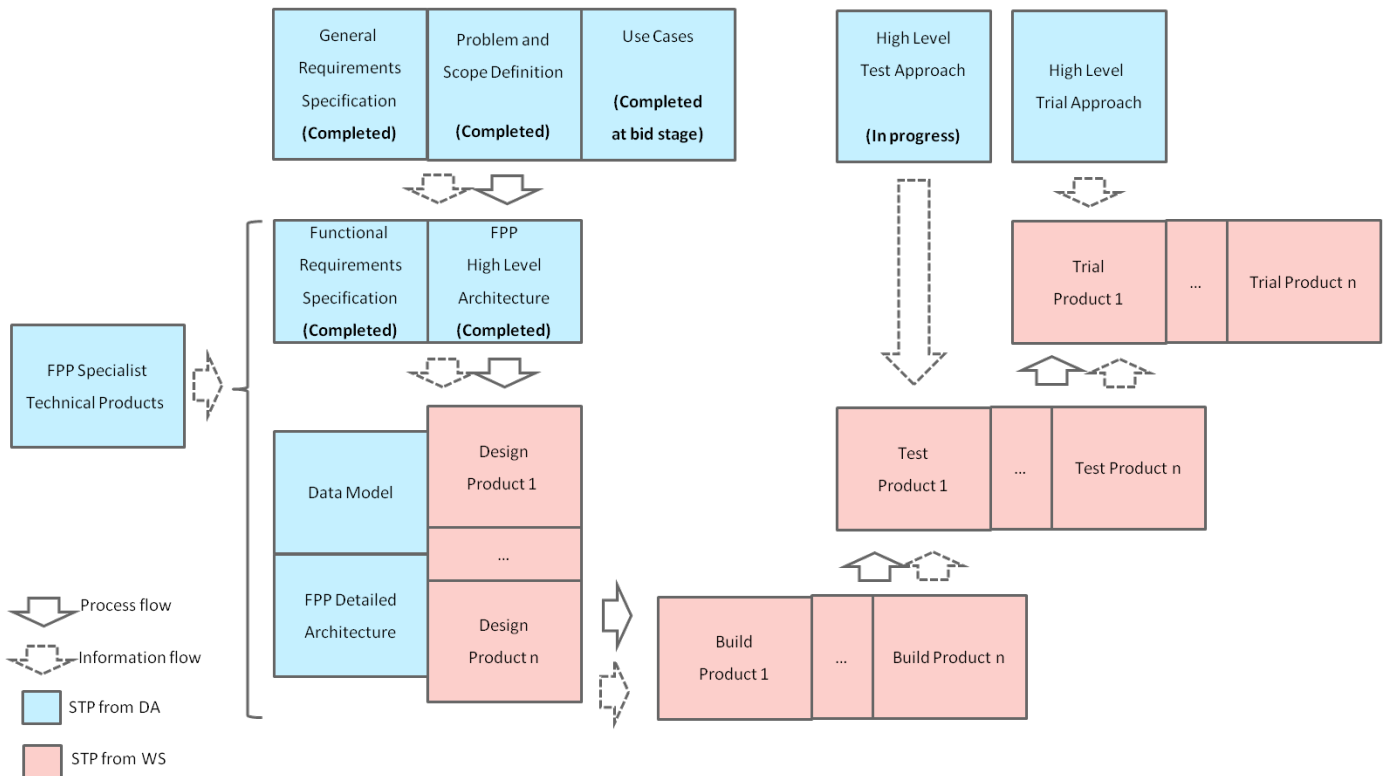 General
Requirements
Specification
(Completed)
Problem and
Scope Definition
(Completed)
Use Cases
(Completed
at bid stage)
High Level
Test Approach
(In progress)
High Level
Trial Approach
Functional
Requirements
Specification
(Completed)
FPP
High Level
Architecture
(Completed)
Trial
Product 1
...
Trial Product n
FPP Specialist
Technical Products
Data Model
Design
Product 1
...
FPP Detailed
Architecture
Design
Product n
Test
Product 1
...
Test Product n
Build
Product 1
...
Build Product n
Process flow
Information flow
STP from DA
STP from WS